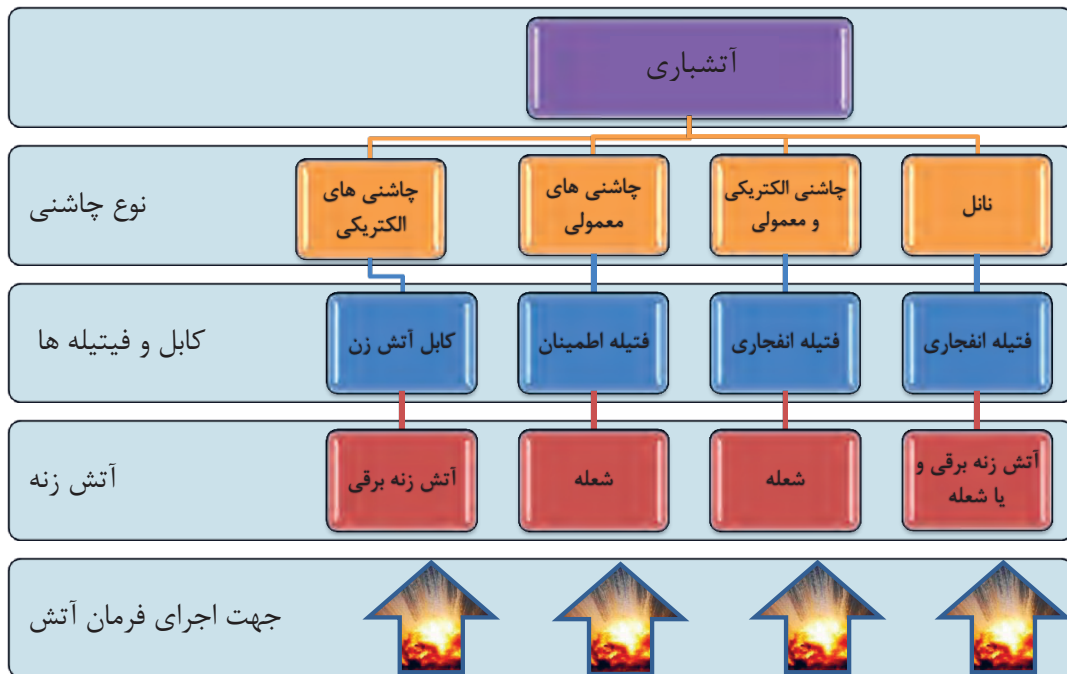 آتشباری
نوع چاشنی
نانل
چاشنی الکتریکی
و معمولی
چاشنی های
معمولی
چاشنی های
الکتریکی
کابل و فیتیله ها
فتیله انفجاری
فتیله انفجاری
فتیله اطمینان
کابل آتش زن
آتش زنه
آتش زنه برقی و
یا شعله
شعله
شعله
آتش زنه برقی
جهت اجرای فرمان آتش